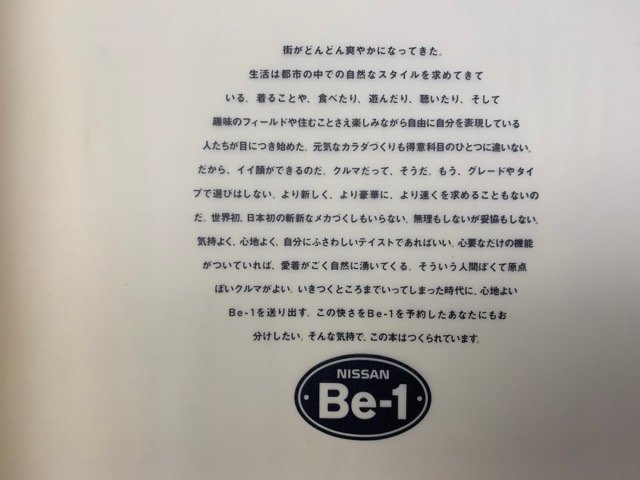 街がどんどん爽やかになってきた。
生活は都市の中での自然なスタイルを求めてきて
いる。着ることや、食べたり、遊んだり、聴いたり、そして
趣味のフィールドや住むことさえ楽しみながら自由に自分を表現している
人たちが目につき始めた。元気なカラダづくりも得意科目のひとつに違いない。
だから、イイ顔ができるのだ。クルマだって、そうだ。もう、グレードやタイ
プで選びはしない。より新しく、より豪華に、より速くを求めることもないの
だ。世界初、日本初の斬新なメカづくしもいらない。無理もしないが妥協もしない。
気持よく、心地よく、自分にふさわしいテイストであればいい。心要なだけの機能
がついていれば、愛着がごく自然に湧いてくる。そういう人間ぽくて原点
ぽいクルマがよい。いきつくところまでいってしまった時代に、心地よい
Be-1を送り出す。この快さをBe-1を予約したあなたにもお
分けしたい。そんな気持で、この本はつくられています。
NISSAN
Be-1